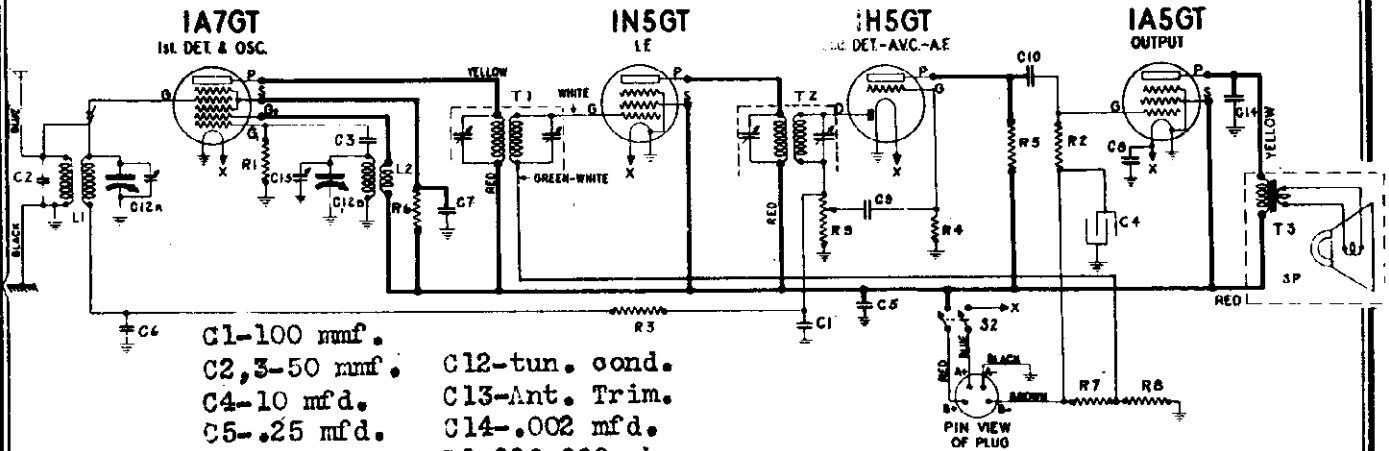 1A7GT
1st. DET. & OSC.
1N5GT
I.F
1H5GT
DET.-A.V.C.-A.F
1A5GT
OUTPUT
P
S
G
G2
G1
X
BLUE
BLACK
C2
L1
C12A
R1
C13
C3
C12B
L2
R6
C7
YELLOW
T1
WHITE
RED
GREEN-WHITE
G
P
S
X
T2
RED
D
P
G
X
R9
C9
R4
R5
C10
R2
C4
G
P
S
C8
X
C14
YELLOW
T3
SP
RED
C6
R3
C1
C5
S2
X
RED
BLUE
BLACK
A+
A-
B+
B-
BROWN
R7
R8
PIN VIEW
OF PLUG
C1-100 mmf.
C2,3-50 mmf.
C4-10 mfd.
C5-.25 mfd.
C12-tun. cond.
C13-Ant. Trim.
C14-.002 mfd.